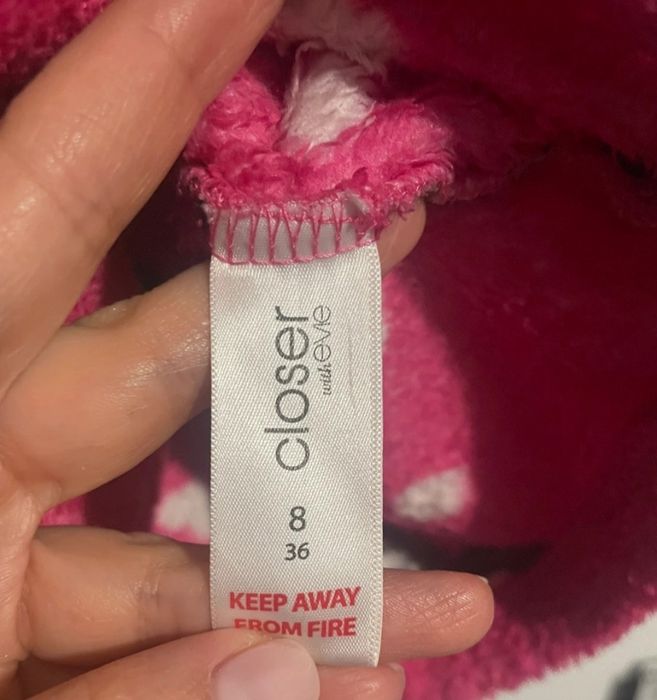 closer
with evie
8
36
KEEP AWAY
FROM FIRE